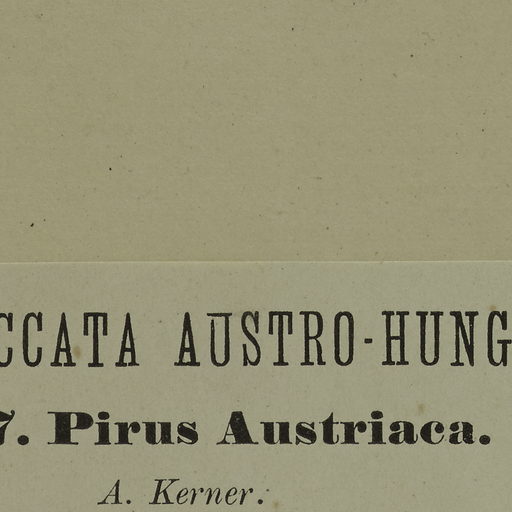 CCATA AUSTRO-HUNG
7. Pirus Austriaca.
A. Kerner.